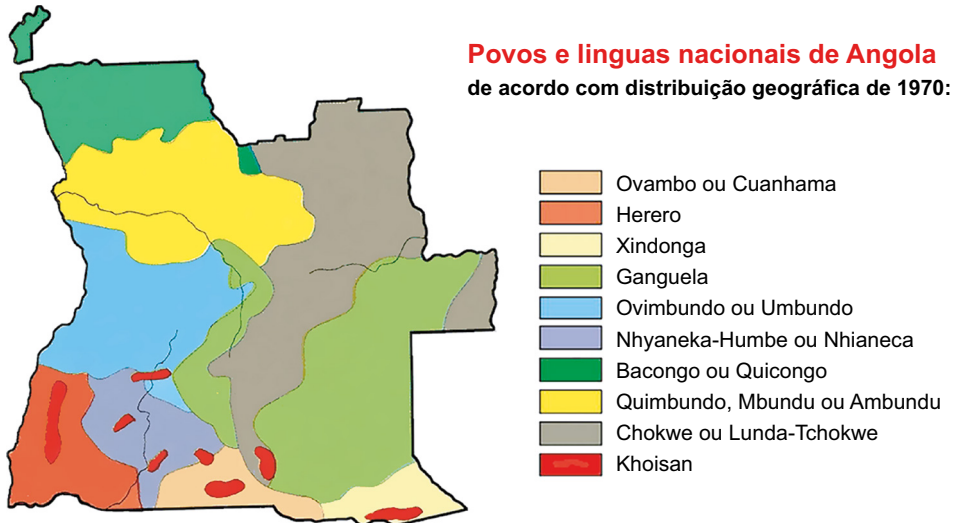 Povos e linguas nacionais de Angola
de acordo com distribuição geográfica de 1970:
Ovambo ou Cuanhama
Herero
Xindonga
Ganguela
Ovimbundo ou Umbundo
Nhyaneka-Humbe ou Nhianeca
Bacongo ou Quicongo
Quimbundo, Mbundu ou Ambundu
Chokwe ou Lunda-Tchokwe
Khoisan